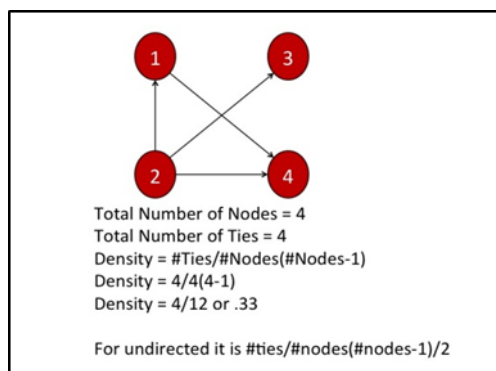 1 3
2 4
Total Number of Nodes = 4
Total Number of Ties = 4
Density = #Ties/#Nodes(#Nodes-1)
Density = 4/4(4-1)
Density = 4/12 or .33
For undirected it is #ties/#nodes(#nodes-1)/2